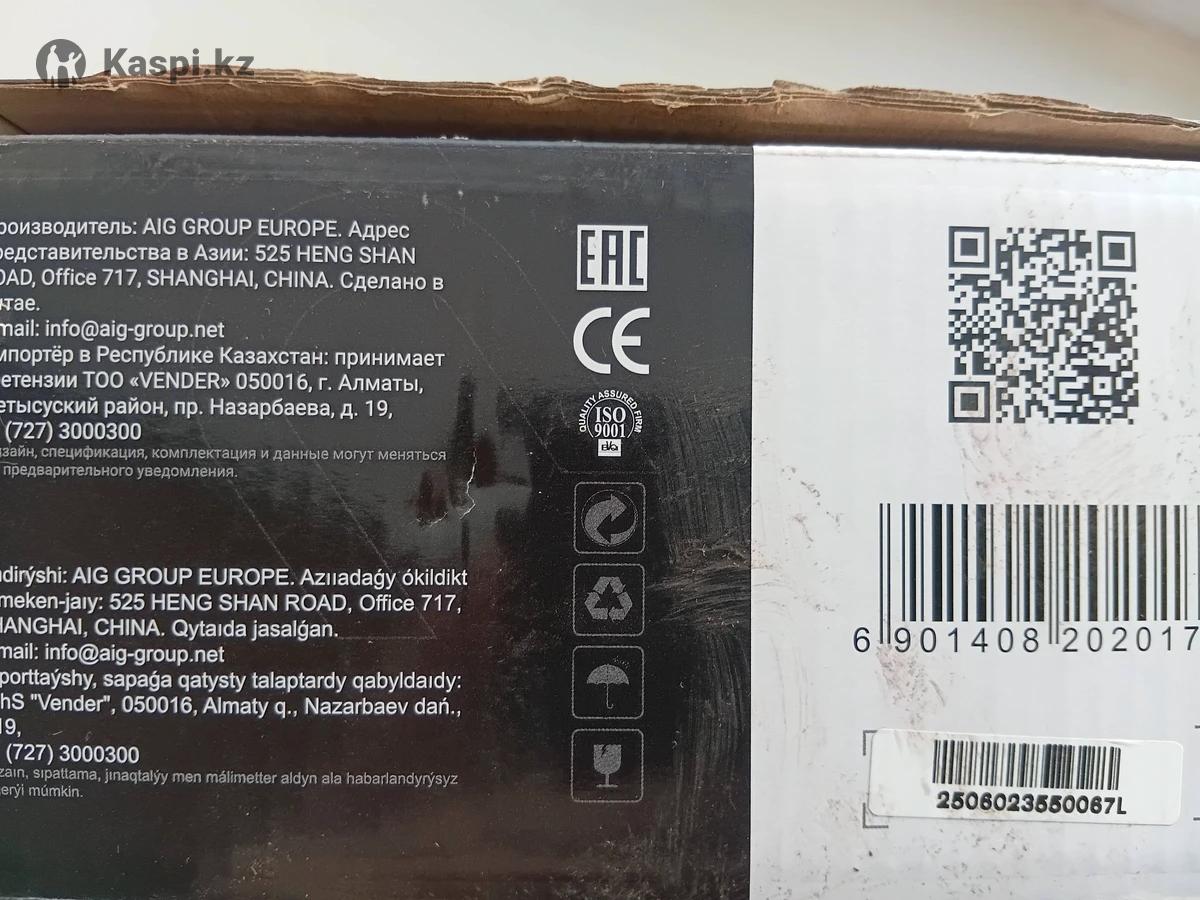 Kaspi.kz
роизводитель: AIG GROUP EUROPE. Адрес
редставительства в Азии: 525 HENG SHAN
OAD, Office 717, SHANGHAI, CHINA. Сделано в
итае.
mail: info@aig-group.net
мпортёр в Республике Казахстан: принимает
етензии ТОО «VENDER» 050016, г. Алматы,
етысуский район, пр. Назарбаева, д. 19,
(727) 3000300
изайн, спецификация, комплектация и данные могут меняться
предварительного уведомления.
EAC
CE
QUALITY ASSURED FIRM
ISO
9001
ndirýshi: AIG GROUP EUROPE. Azııadaǵy ókildikt
meken-jaıy: 525 HENG SHAN ROAD, Office 717,
HANGHAI, CHINA. Qytaıda jasalǵan.
mail: info@aig-group.net
porttaýshy, sapaǵa qatysty talaptardy qabyldaıdy:
hS "Vender", 050016, Almaty q., Nazarbaev dań.,
19,
(727) 3000300
zaın, sıpattama, jınaqtalýy men málimetter aldyn ala habarlandyrýsyz
erýi múmkin.
6 901408 202017
2506023550067L